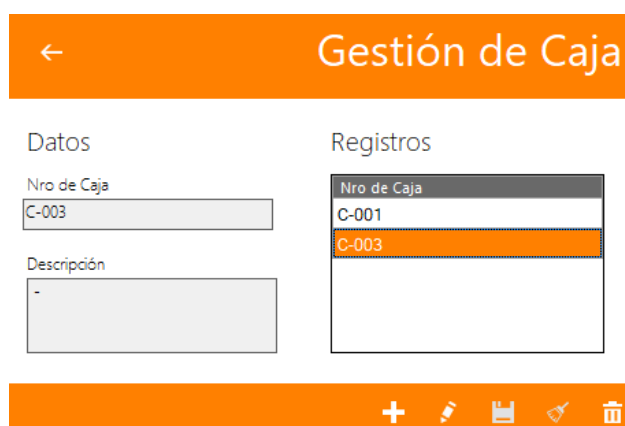 Gestión de Caja
Datos
Nro de Caja
C-003
Descripción
-
Registros
Nro de Caja
C-001
C-003